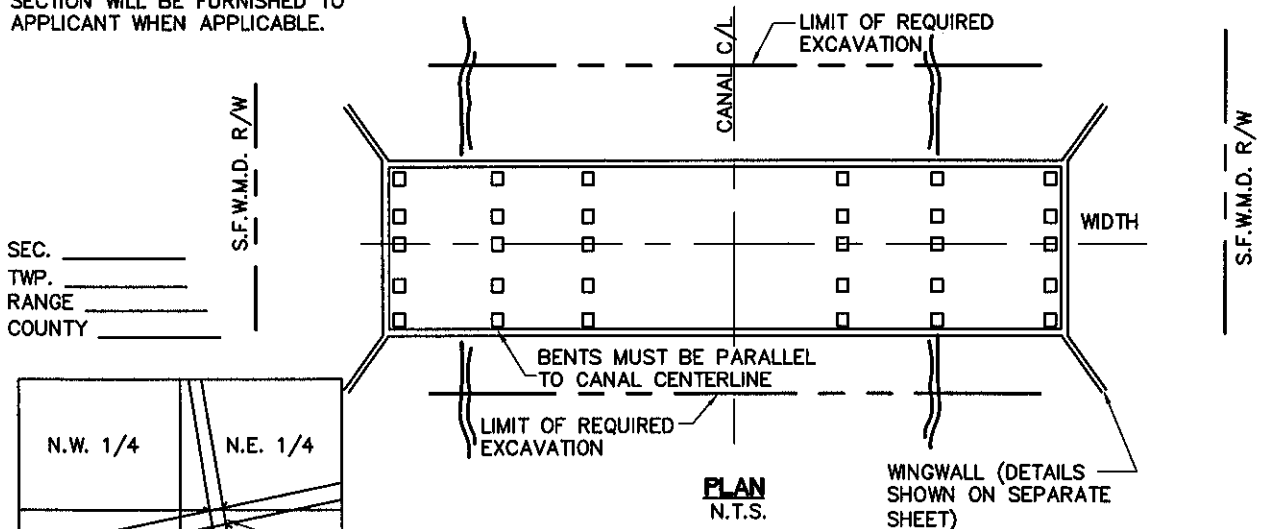 SECTION WILL BE FURNISHED TO
APPLICANT WHEN APPLICABLE.
LIMIT OF REQUIRED
EXCAVATION
CANAL C/L
S.F.W.M.D. R/W
S.F.W.M.D. R/W
WIDTH
SEC.
TWP.
RANGE
COUNTY
BENTS MUST BE PARALLEL
TO CANAL CENTERLINE
LIMIT OF REQUIRED
EXCAVATION
N.W. 1/4
N.E. 1/4
PLAN
N.T.S.
WINGWALL (DETAILS
SHOWN ON SEPARATE
SHEET)